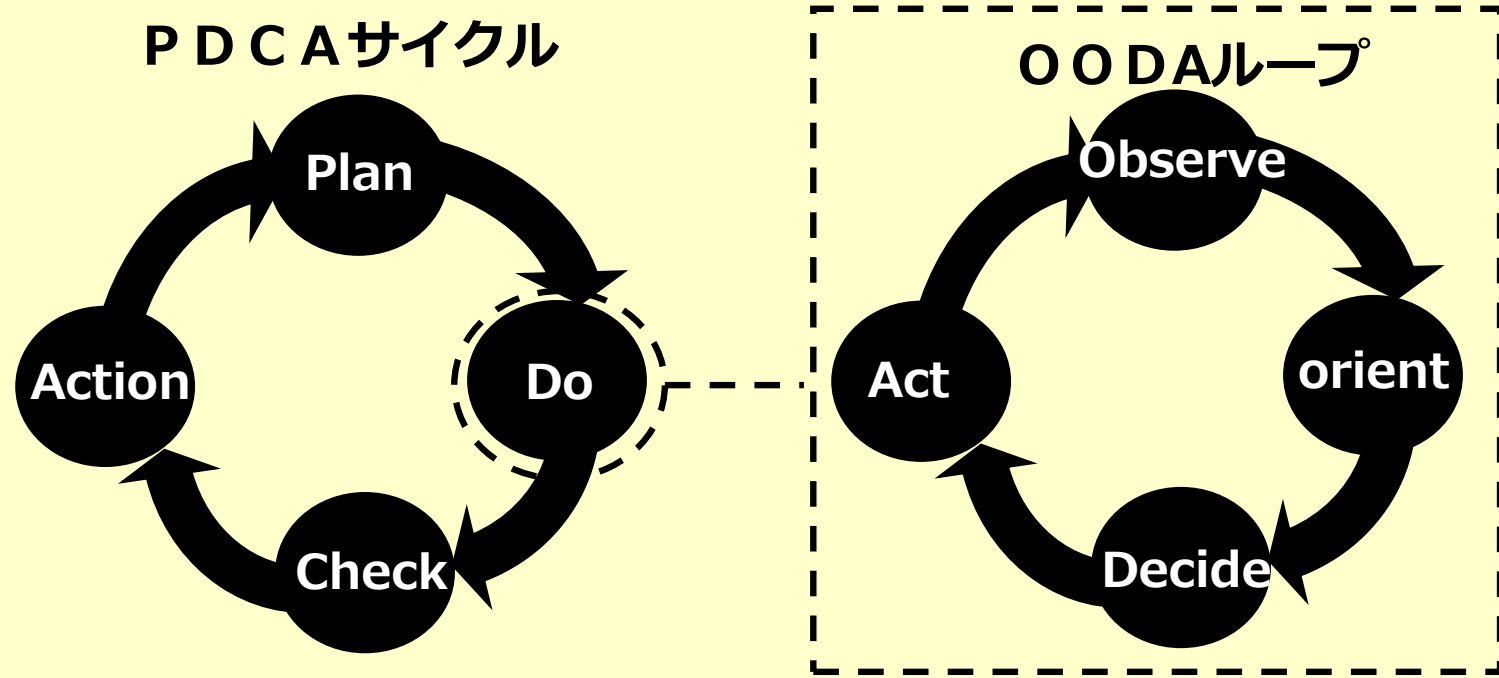 ＰＤＣＡサイクル
Plan
Do
Check
Action
ＯＯＤＡループ
Observe
orient
Decide
Act